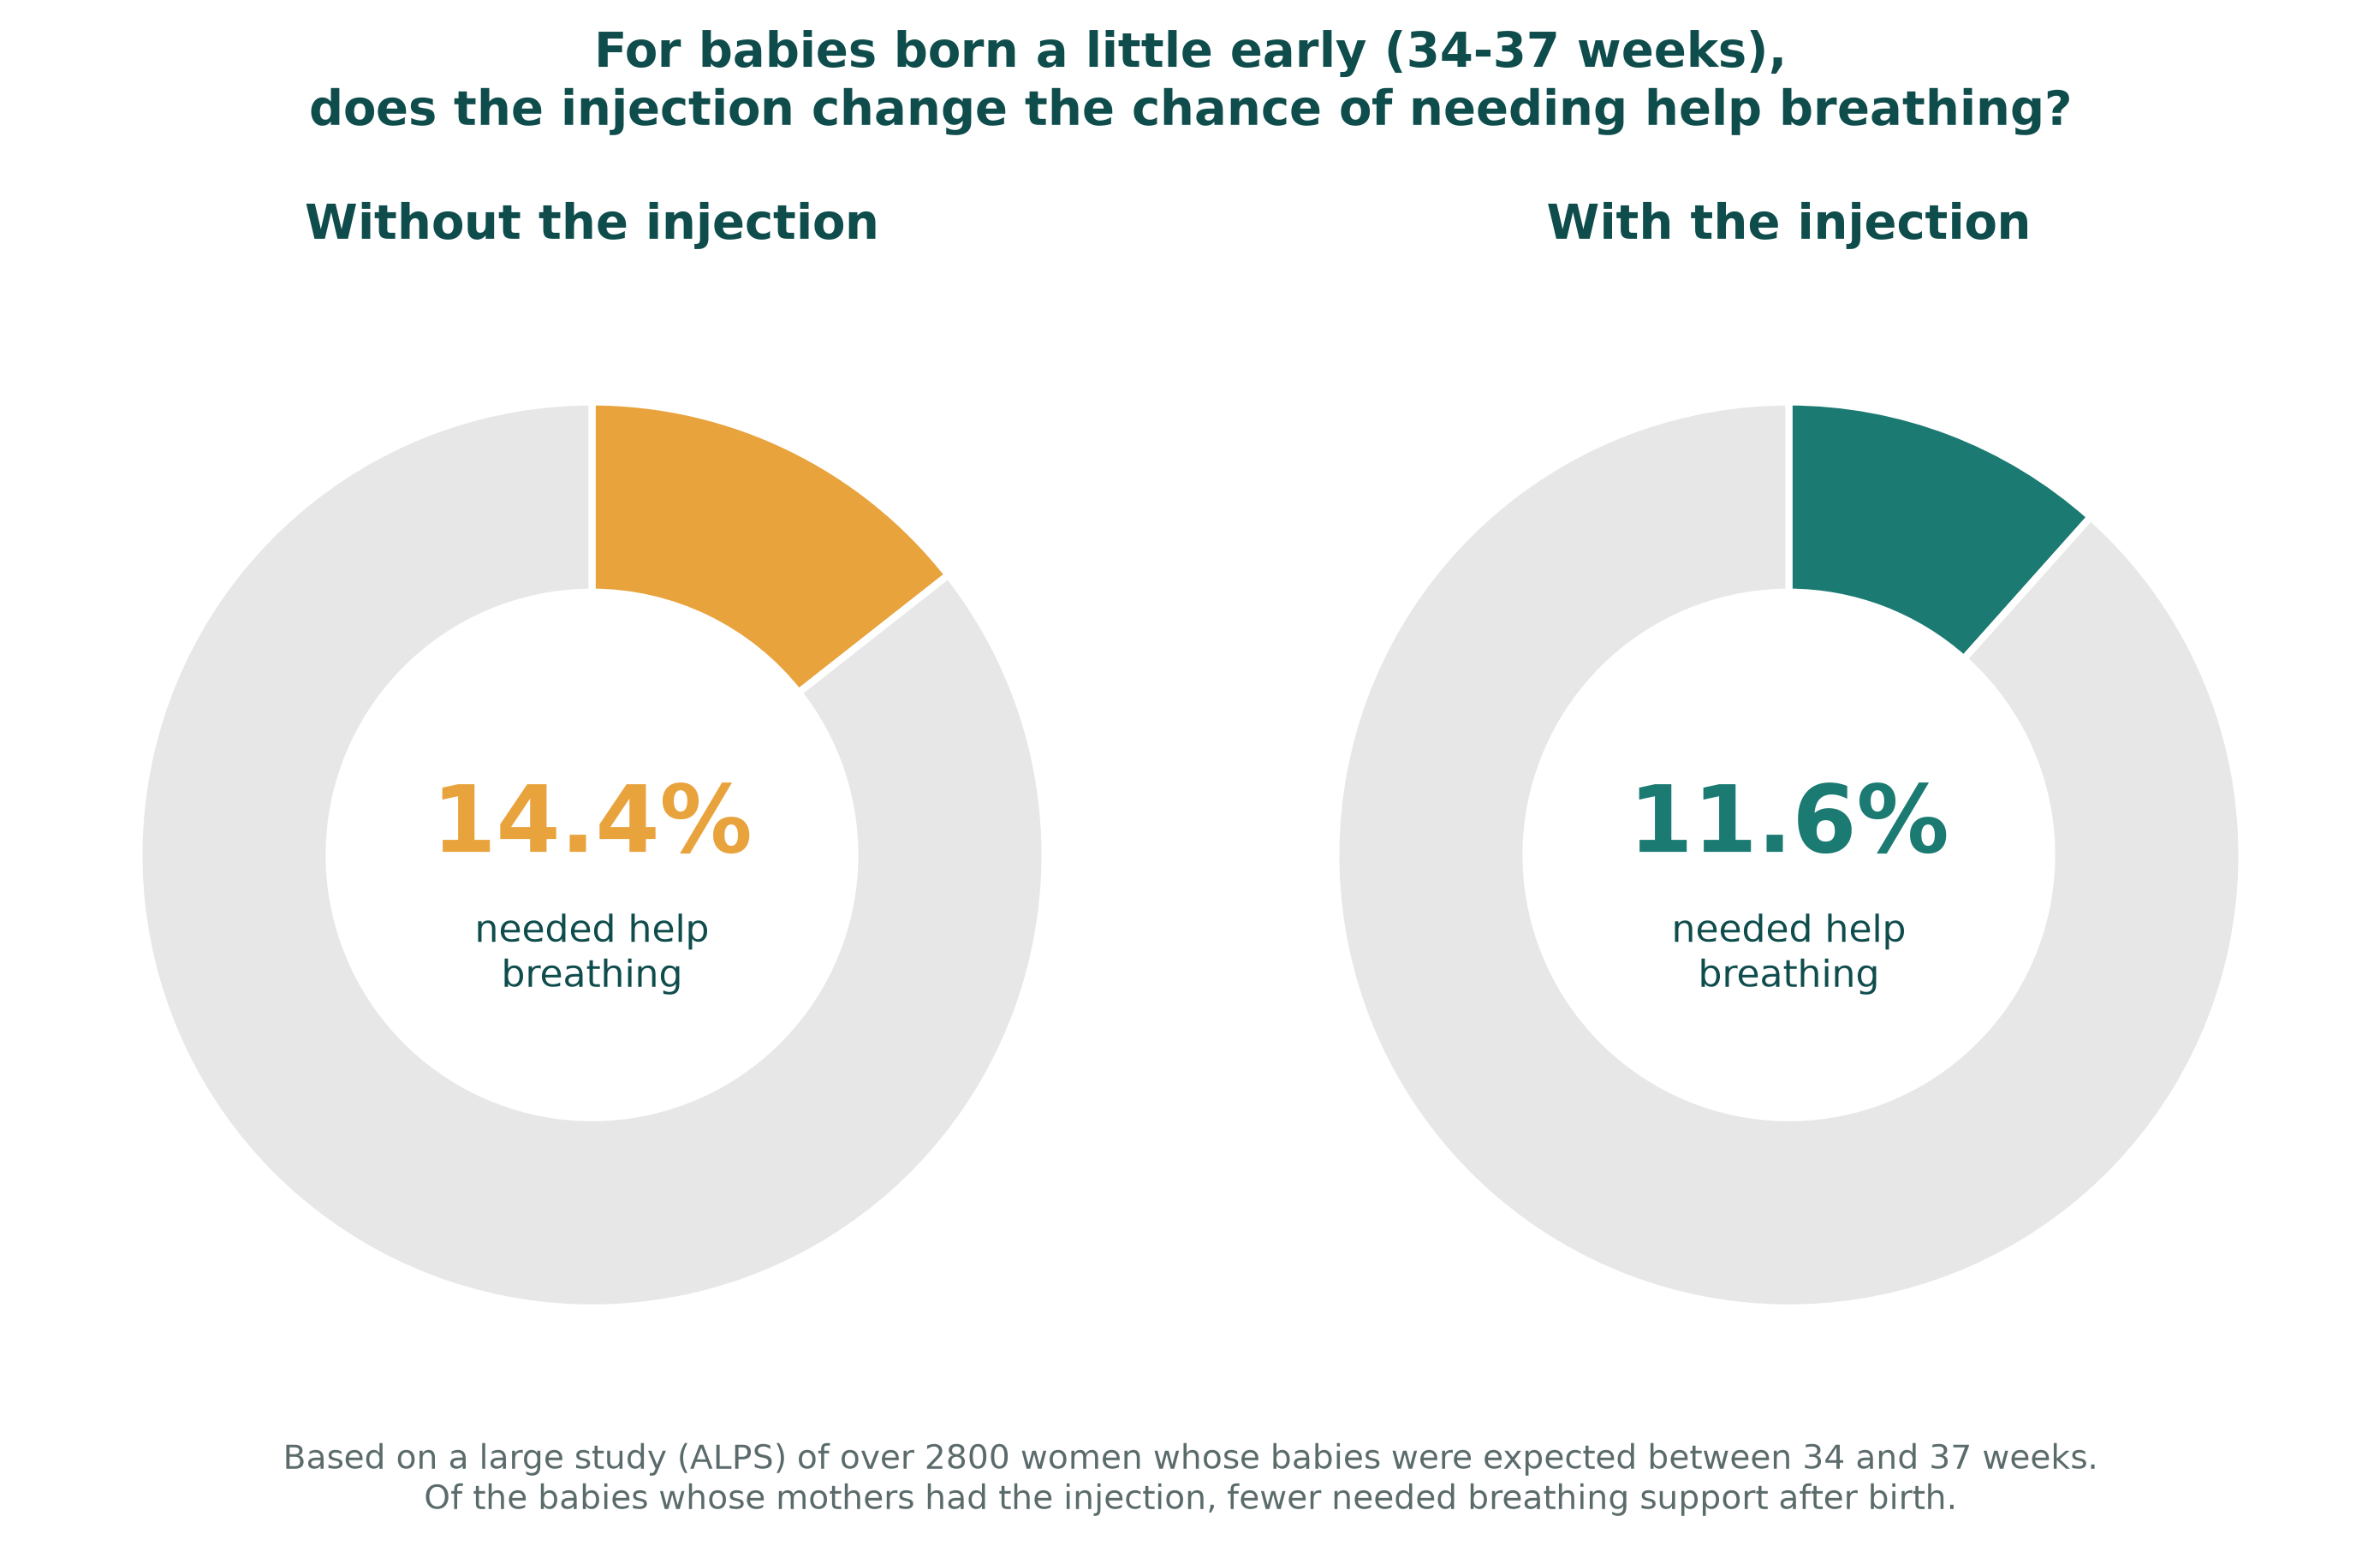 For babies born a little early (34-37 weeks),
does the injection change the chance of needing help breathing?
Without the injection
With the injection
14.4%
needed help
breathing
11.6%
needed help
breathing
Based on a large study (ALPS) of over 2800 women whose babies were expected between 34 and 37 weeks.
Of the babies whose mothers had the injection, fewer needed breathing support after birth.